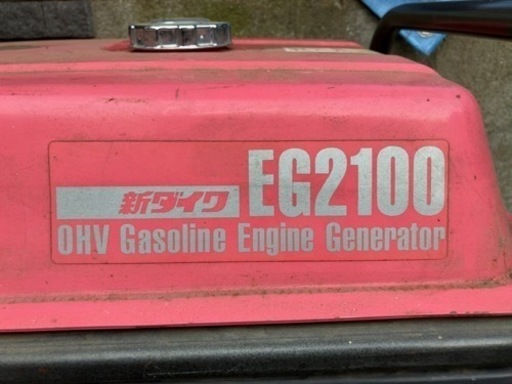 新ダイワ EG2100
OHV Gasoline Engine Generator